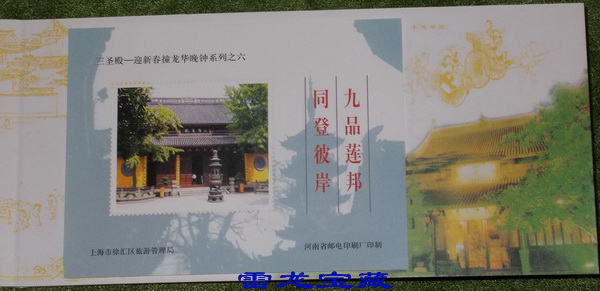 三圣殿—迎新春撞龙华晚钟系列之六
九品莲邦
同登彼岸
上海市徐汇区旅游管理局
河南省邮电印刷厂印制
雷龙宝藏